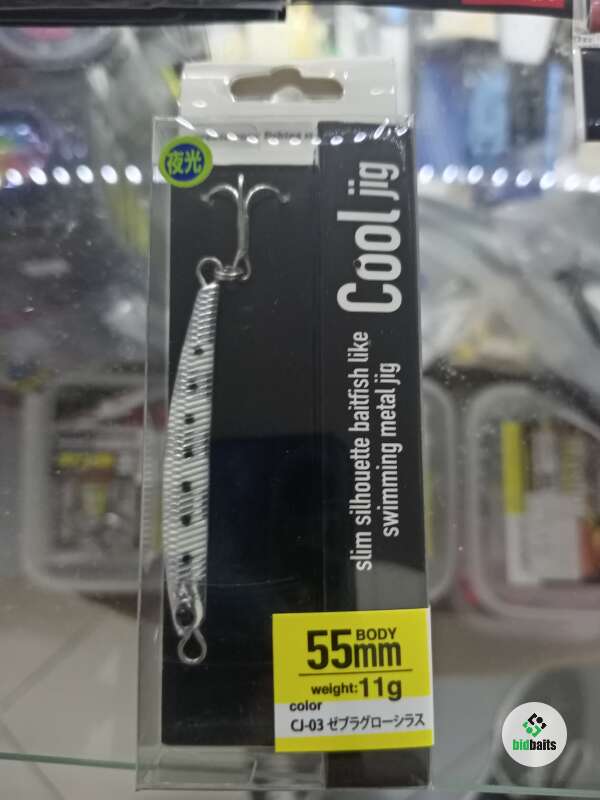 夜光
Cool jig
slim silhouette baitfish like
swimming metal jig
55mm BODY
weight:11g
color
CJ-03 ゼブラグローシラス
bidbaits